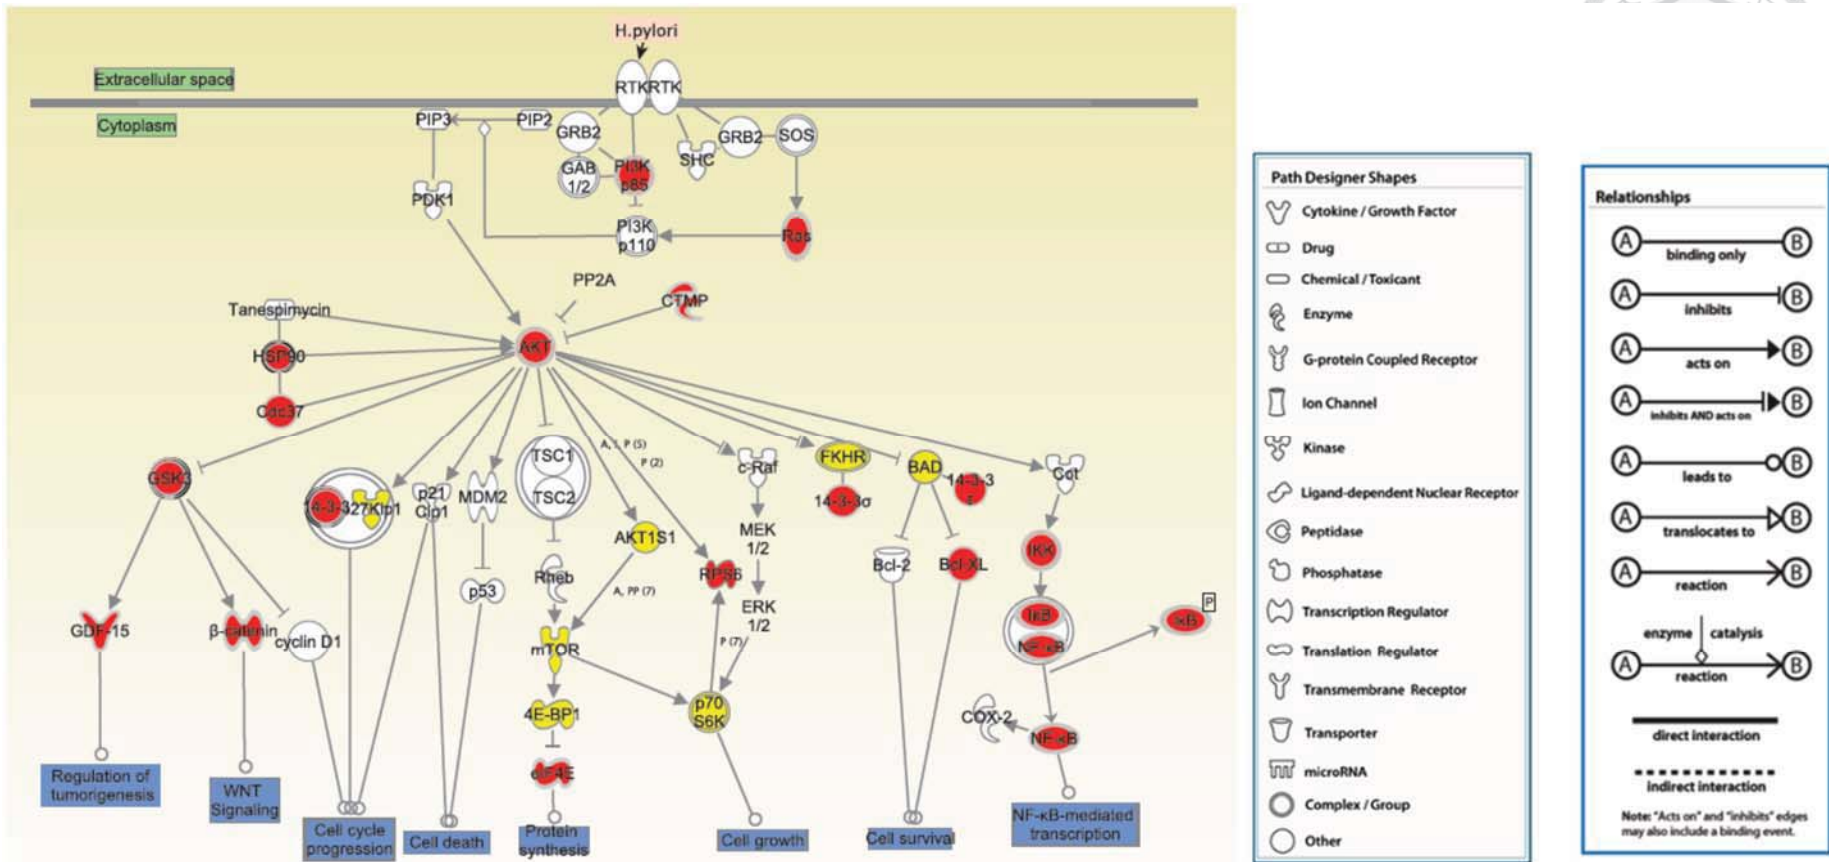 H.pylori
Extracellular space
RTK RTK
Cytoplasm
PIP3
PIP2
GRB2
GRB2
SOS
SHC
GAB
1/2
PI3K
p85
PDK1
PI3K
p110
Ras
PP2A
CTMP
Tanespimycin
AKT
HSP90
Cdc37
A, I, P (5)
P (2)
GSK3
14-3-3
27KIp1
p21
CIp1
MDM2
TSC1
TSC2
AKT1S1
c-Raf
FKHR
14-3-3σ
BAD
14-3-3
Cot
MEK
1/2
Bcl-2
Bcl-XL
IKK
Rheb
RPS6
p53
A, PP (7)
ERK
1/2
IκB
NF-κB
P
IκB
GDF-15
β-catenin
cyclin D1
mTOR
P (7)
4E-BP1
p70
S6K
COX-2
NF-κB
eIF4E
Regulation of
tumorigenesis
WNT
Signaling
Cell cycle
progression
Cell death
Protein
synthesis
Cell growth
Cell survival
NF-κB-mediated
transcription
Path Designer Shapes
Cytokine / Growth Factor
Drug
Chemical / Toxicant
Enzyme
G-protein Coupled Receptor
Ion Channel
Kinase
Ligand-dependent Nuclear Receptor
Peptidase
Phosphatase
Transcription Regulator
Translation Regulator
Transmembrane Receptor
Transporter
microRNA
Complex / Group
Other
Relationships
A B
binding only
A B
inhibits
A B
acts on
A B
inhibits AND acts on
A B
leads to
A B
translocates to
A B
reaction
enzyme catalysis
A B
reaction
direct interaction
indirect interaction
Note: "Acts on" and "inhibits" edges
may also include a binding event.